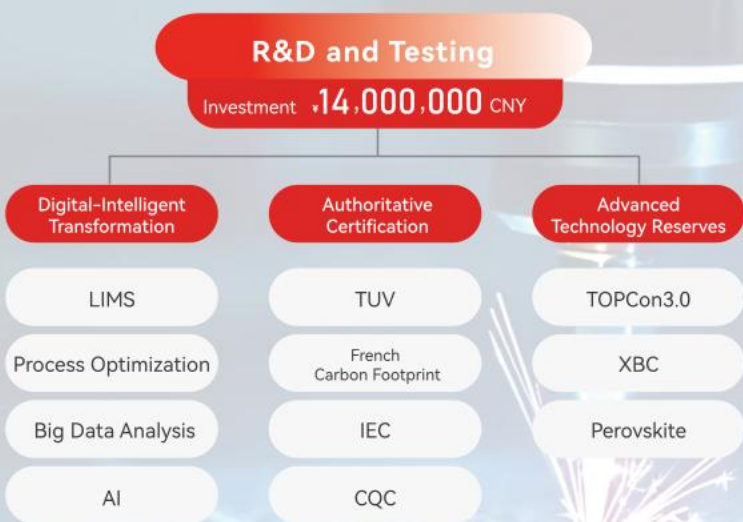 R&D and Testing
Investment ¥14,000,000 CNY
Digital-Intelligent
Transformation
LIMS
Process Optimization
Big Data Analysis
AI
Authoritative
Certification
TUV
French
Carbon Footprint
IEC
CQC
Advanced
Technology Reserves
TOPCon3.0
XBC
Perovskite